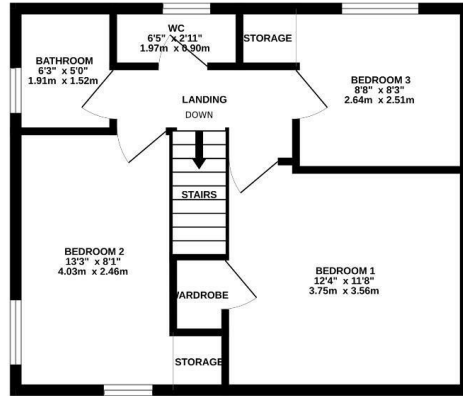 WC
6'5" x 2'11"
1.97m x 0.90m
STORAGE
BATHROOM
6'3" x 5'0"
1.91m x 1.52m
BEDROOM 3
8'8" x 8'3"
2.64m x 2.51m
LANDING
DOWN
STAIRS
BEDROOM 2
13'3" x 8'1"
4.03m x 2.46m
BEDROOM 1
12'4" x 11'8"
3.75m x 3.56m
WARDROBE
STORAGE